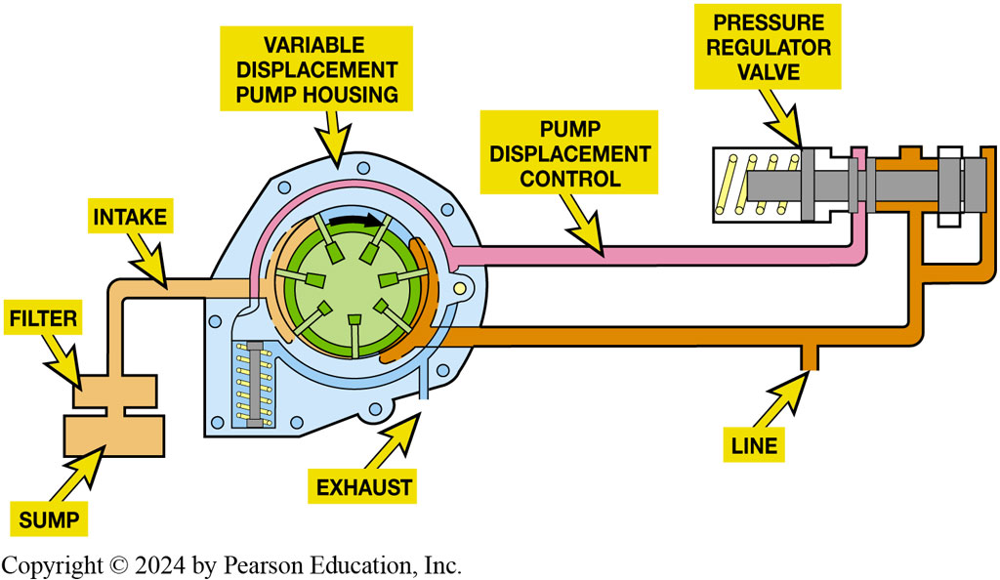 VARIABLE
DISPLACEMENT
PUMP HOUSING
PRESSURE
REGULATOR
VALVE
PUMP
DISPLACEMENT
CONTROL
INTAKE
FILTER
LINE
EXHAUST
SUMP
Copyright © 2024 by Pearson Education, Inc.